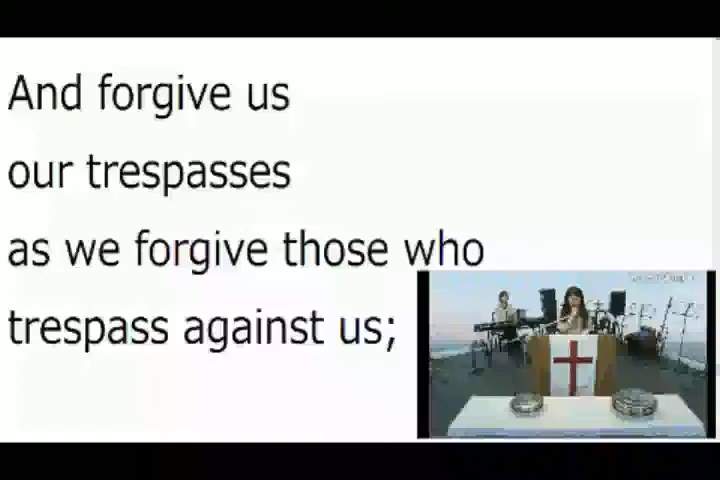 And forgive us
our trespasses
as we forgive those who
trespass against us;